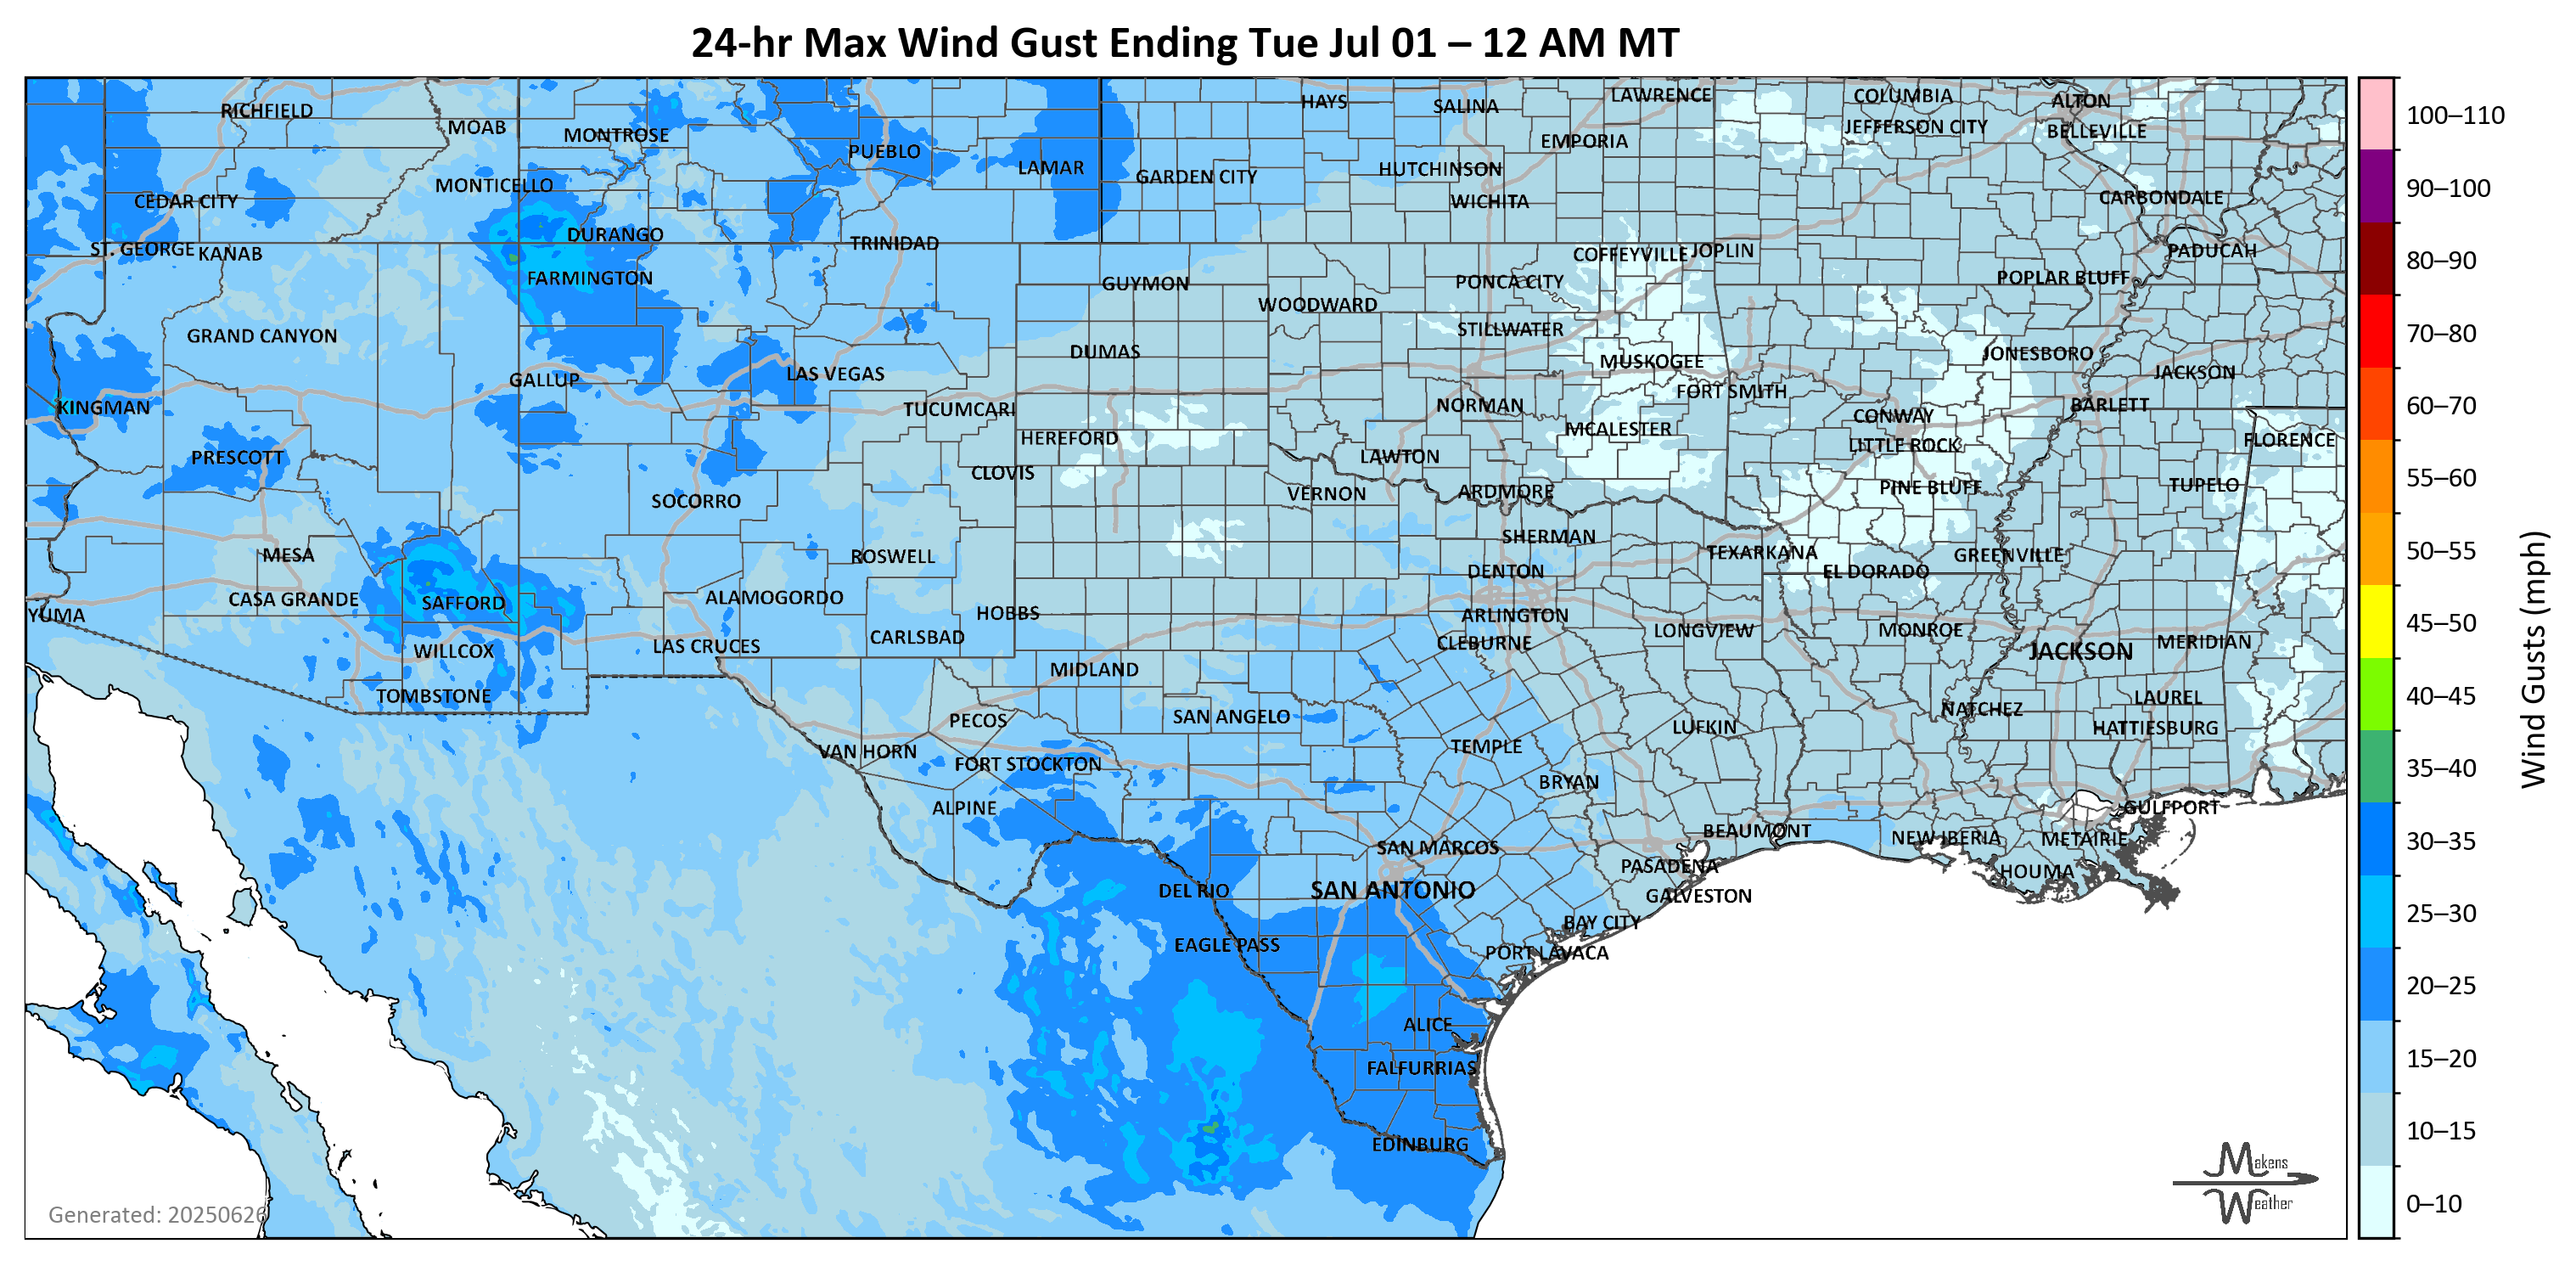 24-hr Max Wind Gust Ending Tue Jul 01 – 12 AM MT
RICHFIELD
MOAB
MONTROSE
PUEBLO
LAMAR
HAYS
SALINA
LAWRENCE
COLUMBIA
ALTON
JEFFERSON CITY
BELLEVILLE
EMPORIA
GARDEN CITY
HUTCHINSON
WICHITA
CARBONDALE
MONTICELLO
CEDAR CITY
ST. GEORGE
KANAB
DURANGO
TRINIDAD
FARMINGTON
GUYMON
COFFEYVILLE
JOPLIN
PADUCAH
PONCA CITY
POPLAR BLUFF
WOODWARD
STILLWATER
GRAND CANYON
DUMAS
MUSKOGEE
JONESBORO
JACKSON
GALLUP
LAS VEGAS
FORT SMITH
KINGMAN
TUCUMCARI
NORMAN
CONWAY
BARLETT
HEREFORD
MCALESTER
LITTLE ROCK
FLORENCE
PRESCOTT
CLOVIS
LAWTON
SOCORRO
VERNON
ARDMORE
PINE BLUFF
TUPELO
MESA
ROSWELL
SHERMAN
TEXARKANA
GREENVILLE
DENTON
EL DORADO
CASA GRANDE
SAFFORD
ALAMOGORDO
HOBBS
ARLINGTON
YUMA
CARLSBAD
CLEBURNE
LONGVIEW
MONROE
JACKSON
MERIDIAN
WILLCOX
LAS CRUCES
MIDLAND
TOMBSTONE
PECOS
SAN ANGELO
LUFKIN
NATCHEZ
LAUREL
HATTIESBURG
VAN HORN
FORT STOCKTON
TEMPLE
BRYAN
ALPINE
GULFPORT
BEAUMONT
NEW IBERIA
METAIRIE
SAN MARCOS
PASADENA
HOUMA
DEL RIO
SAN ANTONIO
GALVESTON
BAY CITY
EAGLE PASS
PORT LAVACA
ALICE
FALFURRIAS
EDINBURG
Generated: 20250626
Makens
Weather
100–110
90–100
80–90
70–80
60–70
55–60
50–55
45–50
40–45
35–40
30–35
25–30
20–25
15–20
10–15
0–10
Wind Gusts (mph)